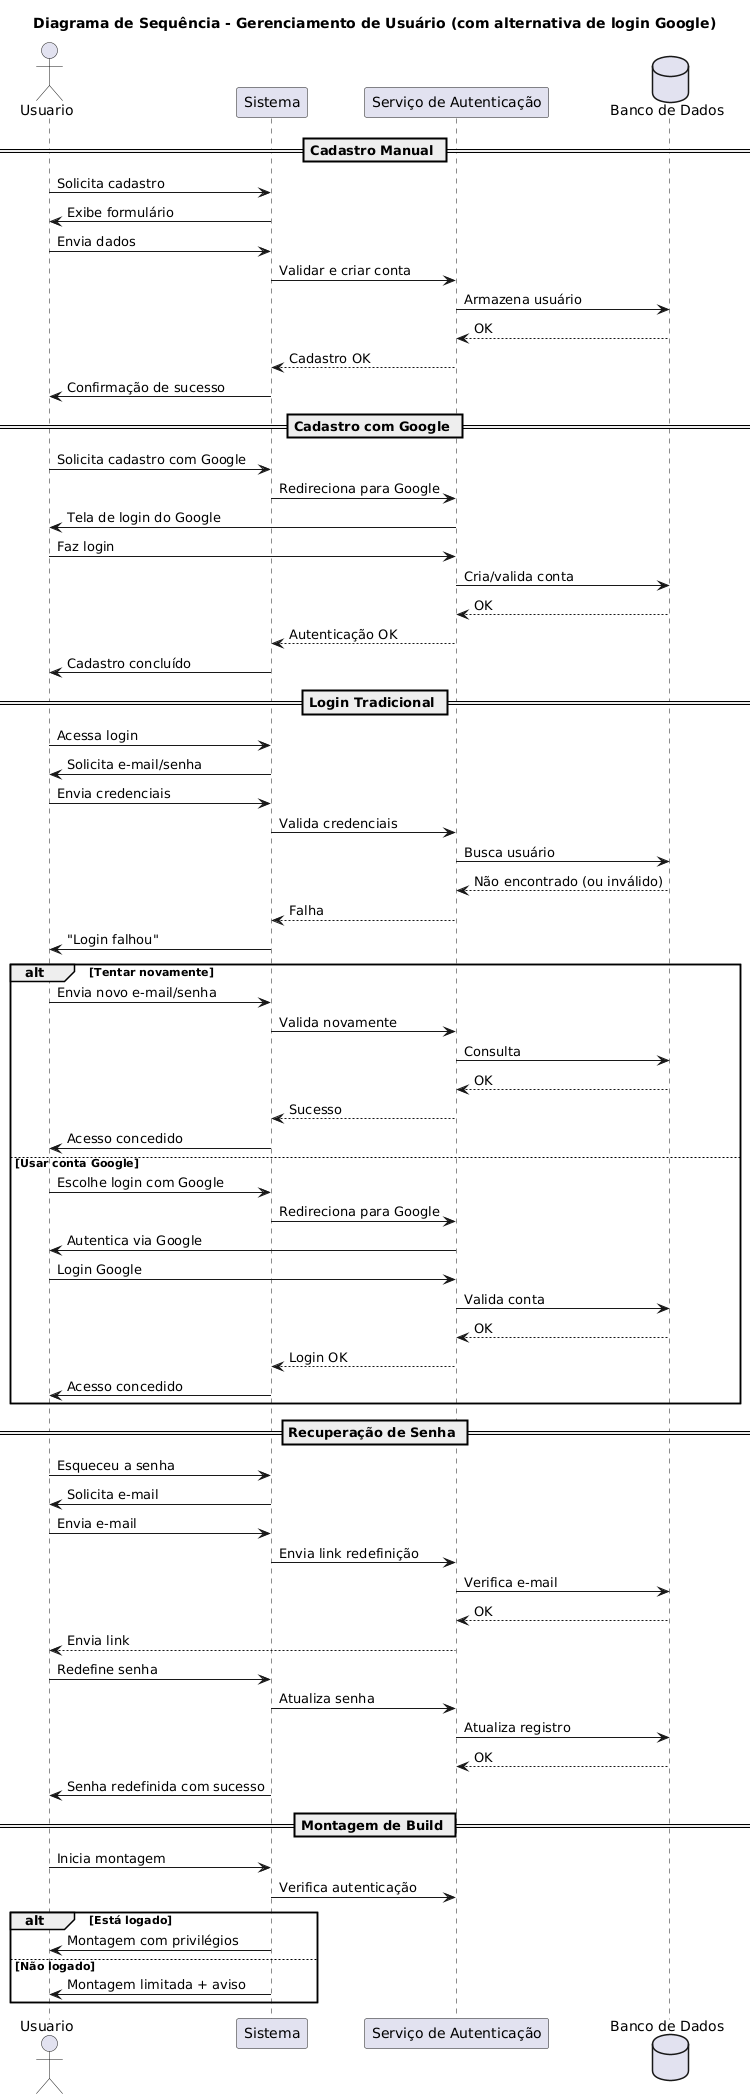 Diagrama de Sequência - Gerenciamento de Usuário (com alternativa de login Google)
Usuario
Sistema
Serviço de Autenticação
Banco de Dados
Cadastro Manual
Solicita cadastro
Exibe formulário
Envia dados
Validar e criar conta
Armazena usuário
OK
Cadastro OK
Confirmação de sucesso
Cadastro com Google
Solicita cadastro com Google
Redireciona para Google
Tela de login do Google
Faz login
Cria/valida conta
OK
Autenticação OK
Cadastro concluído
Login Tradicional
Acessa login
Solicita e-mail/senha
Envia credenciais
Valida credenciais
Busca usuário
Não encontrado (ou inválido)
Falha
"Login falhou"
alt [Tentar novamente]
Envia novo e-mail/senha
Valida novamente
Consulta
OK
Sucesso
Acesso concedido
[Usar conta Google]
Escolhe login com Google
Redireciona para Google
Autentica via Google
Login Google
Valida conta
OK
Login OK
Acesso concedido
Recuperação de Senha
Esqueceu a senha
Solicita e-mail
Envia e-mail
Envia link redefinição
Verifica e-mail
OK
Envia link
Redefine senha
Atualiza senha
Atualiza registro
OK
Senha redefinida com sucesso
Montagem de Build
Inicia montagem
Verifica autenticação
alt [Está logado]
Montagem com privilégios
[Não logado]
Montagem limitada + aviso
Usuario
Sistema
Serviço de Autenticação
Banco de Dados